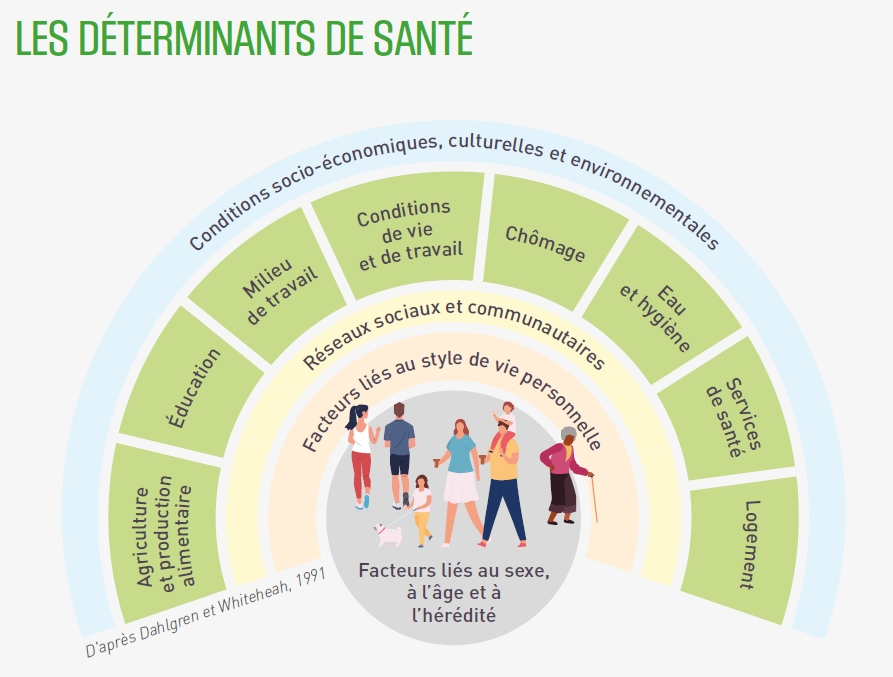 LES DÉTERMINANTS DE SANTÉ
Conditions socio-économiques, culturelles et environnementales
Agriculture
et production
alimentaire
Éducation
Milieu
de travail
Conditions
de vie
et de travail
Chômage
Eau
et hygiène
Services
de santé
Logement
Réseaux sociaux et communautaires
Facteurs liés au style de vie personnelle
Facteurs liés au sexe,
à l'âge et à
l'hérédité
D'après Dahlgren et Whiteheah, 1991